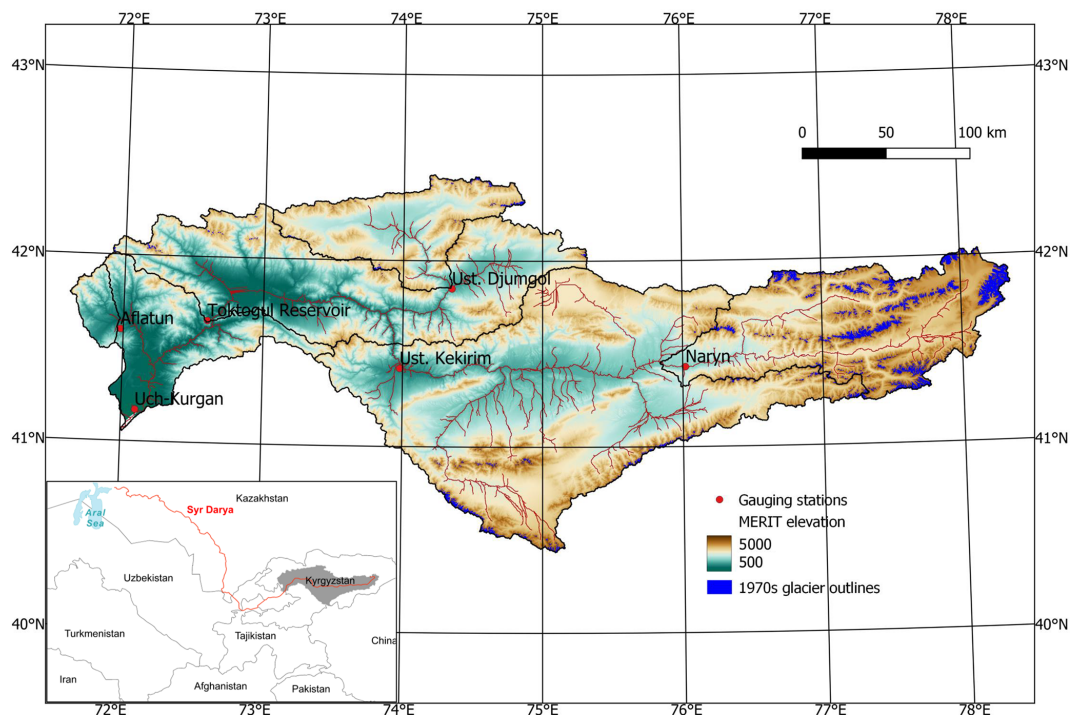 72°E 73°E 74°E 75°E 76°E 77°E 78°E
43°N 43°N
0 50 100 km
42°N 42°N
Ust. Djumgol
Toktogul Reservoir
Aflatun
Ust. Kekirim
Naryn
Uch-Kurgan
41°N 41°N
Gauging stations
MERIT elevation
5000
500
1970s glacier outlines
Kazakhstan
Syr Darya
Aral
Sea
Uzbekistan
Kyrgyzstan
40°N 40°N
Turkmenistan
Tajikistan
China
Iran
Afghanistan
Pakistan
72°E 73°E 74°E 75°E 76°E 77°E 78°E